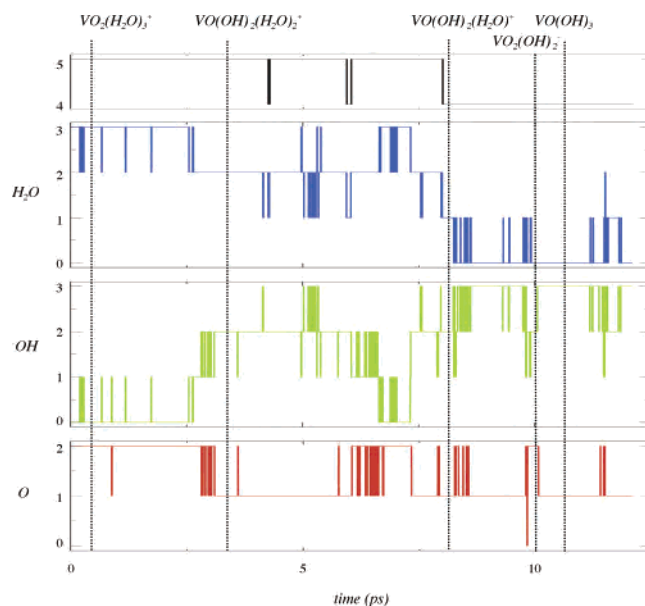 VO₂(H₂O)₃⁺ VO(OH)₂(H₂O)₂⁺ VO(OH)₂(H₂O)⁺ VO(OH)₃
VO₂(OH)₂⁻
5
4
3
2
H₂O
1
0
3
2
OH
1
0
2
O 1
0
0 5 10
time (ps)